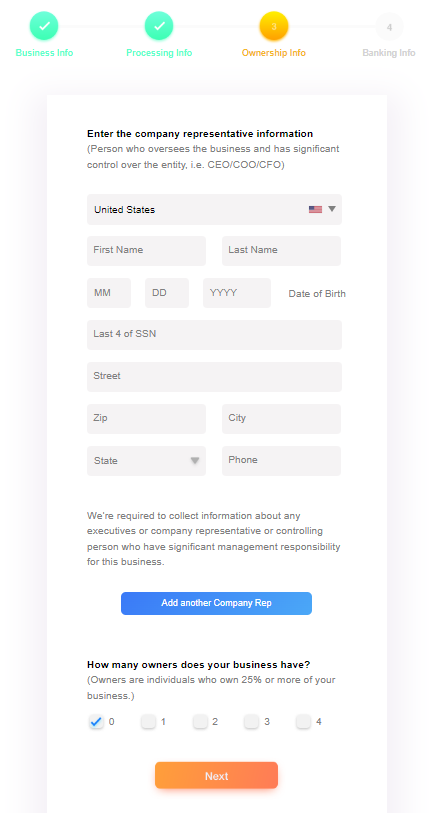 3 4
Business Info Processing Info Ownership Info Banking Info
Enter the company representative information
(Person who oversees the business and has significant
control over the entity, i.e. CEO/COO/CFO)
United States
First Name Last Name
MM DD YYYY Date of Birth
Last 4 of SSN
Street
Zip City
State Phone
We're required to collect information about any
executives or company representative or controlling
person who have significant management responsibility
for this business.
Add another Company Rep
How many owners does your business have?
(Owners are individuals who own 25% or more of your
business.)
0 1 2 3 4
Next